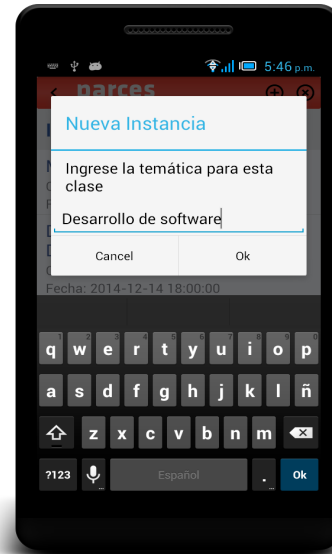 5:46 p.m.
parces
Nueva Instancia
Ingrese la temática para esta
clase
Desarrollo de software
Cancel
Ok
Fecha: 2014-12-14 18:00:00
q w e r t y u i o p
a s d f g h j k l ñ
z x c v b n m
?123
Español
.
Ok